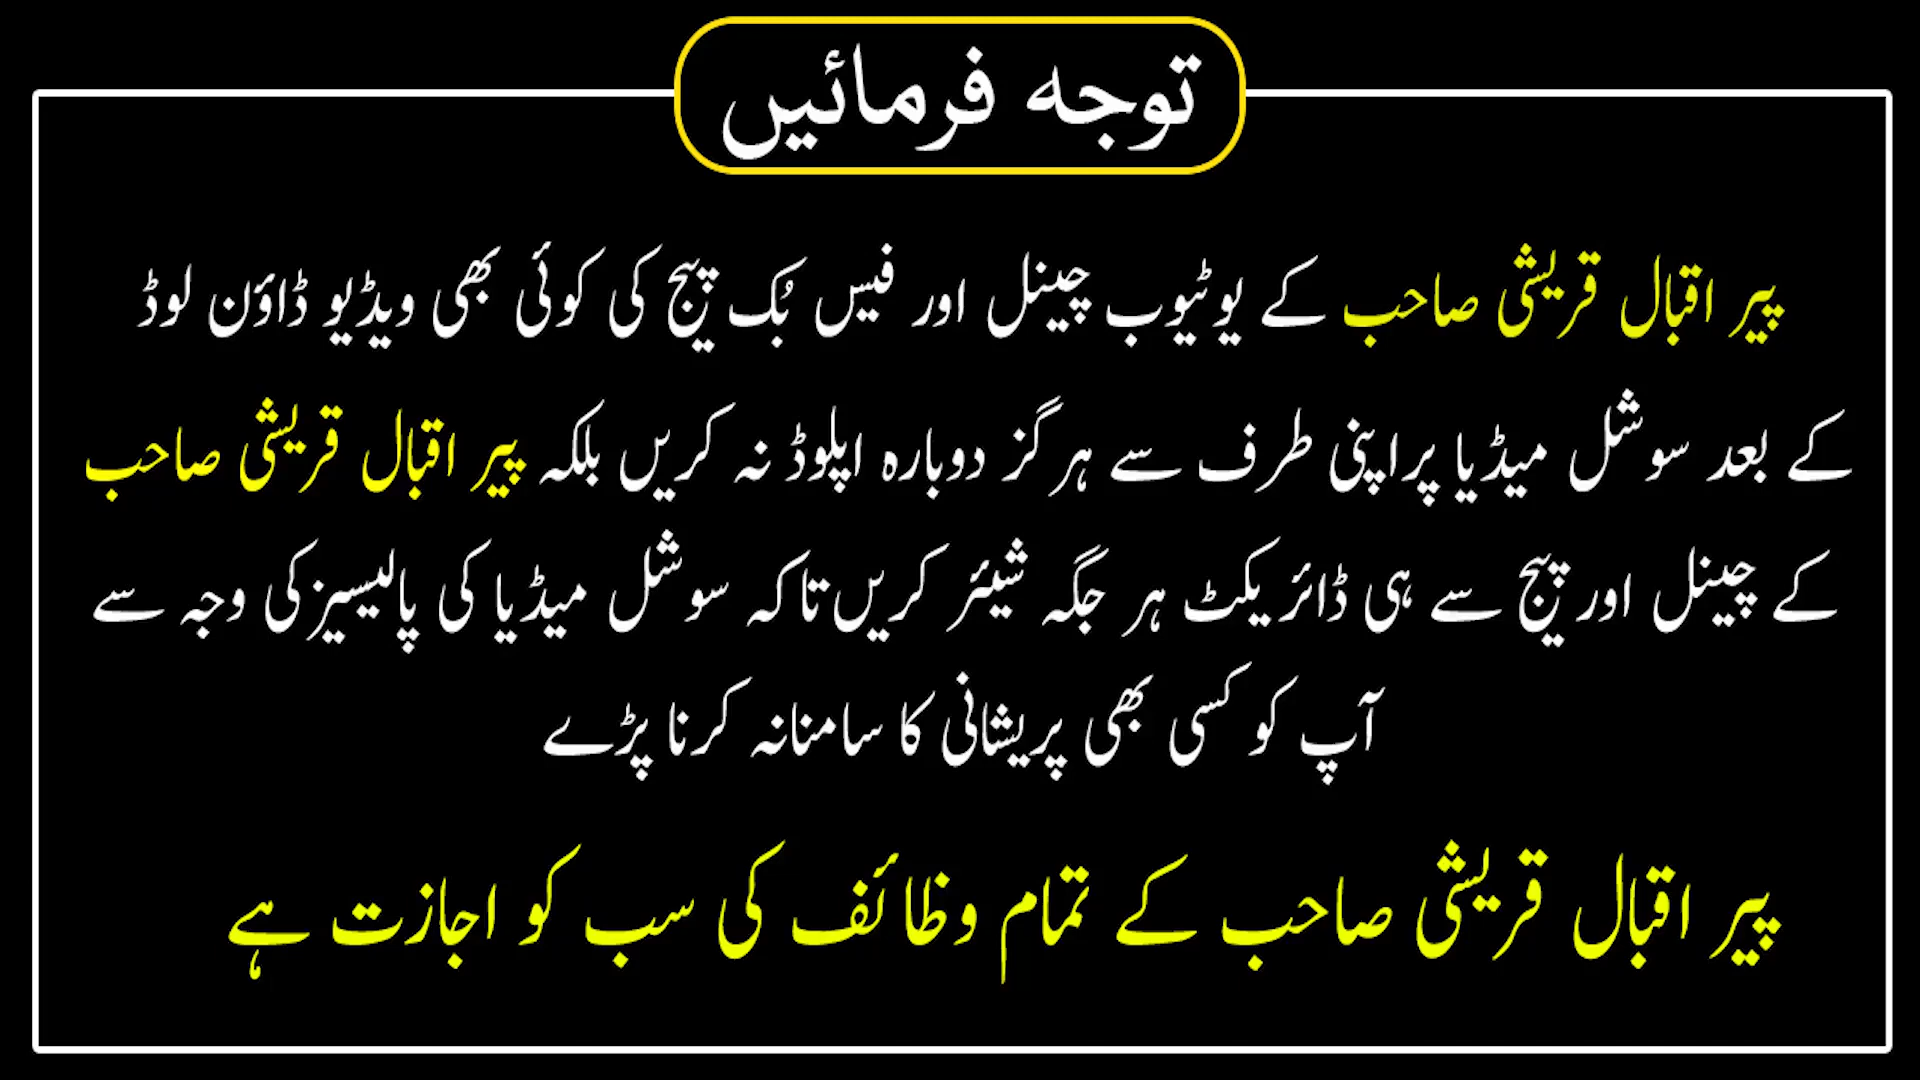 توجہ فرمائیں
پیر اقبال قریشی صاحب کے یوٹیوب چینل اور فیس بُک پیج کی کوئی بھی ویڈیو ڈاؤن لوڈ
کے بعد سوشل میڈیا پر اپنی طرف سے ہرگز دوبارہ اپلوڈ نہ کریں بلکہ پیر اقبال قریشی صاحب
کے چینل اور پیج سے ہی ڈائریکٹ ہر جگہ شیئر کریں تاکہ سوشل میڈیا کی پالیسیز کی وجہ سے
آپ کو کسی بھی پریشانی کا سامنانہ کرنا پڑے
پیر اقبال قریشی صاحب کے تمام وظائف کی سب کو اجازت ہے